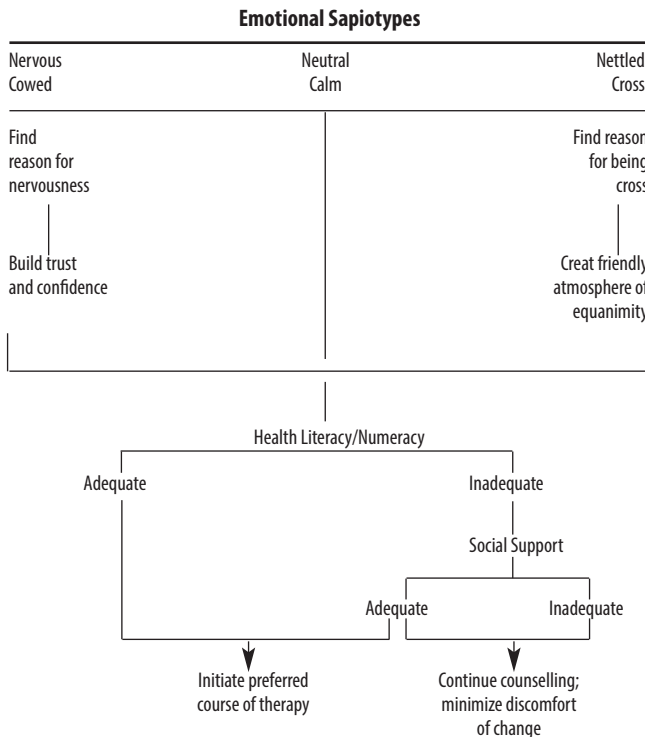 Emotional Sapiotypes
Nervous
Cowed
Neutral
Calm
Nettled
Cross
Find
reason for
nervousness
Find reason
for being
cross
Build trust
and confidence
Creat friendly
atmosphere of
equanimity
Health Literacy/Numeracy
Adequate
Inadequate
Social Support
Adequate
Inadequate
Initiate preferred
course of therapy
Continue counselling;
minimize discomfort
of change